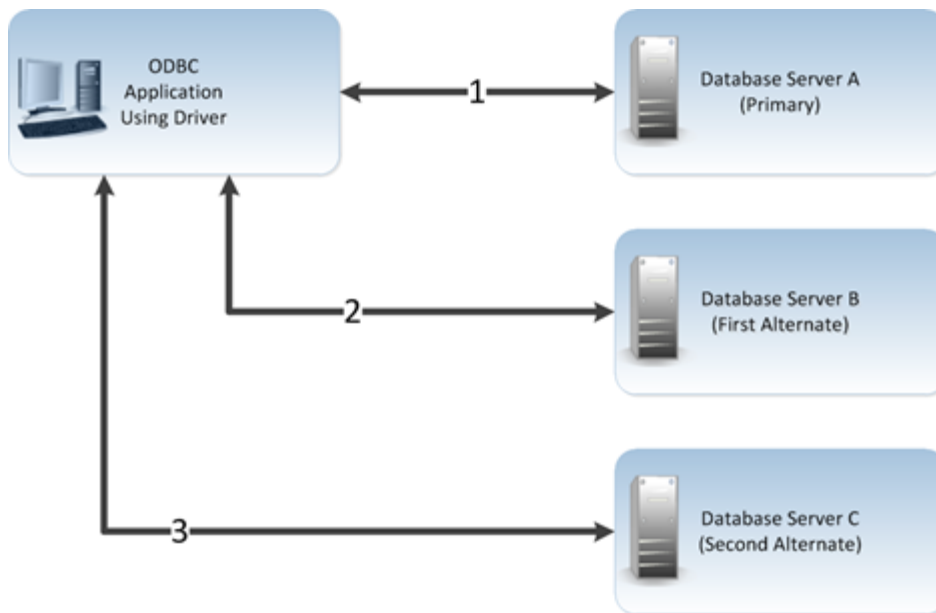 ODBC
Application
Using Driver
1
Database Server A
(Primary)
2
Database Server B
(First Alternate)
3
Database Server C
(Second Alternate)